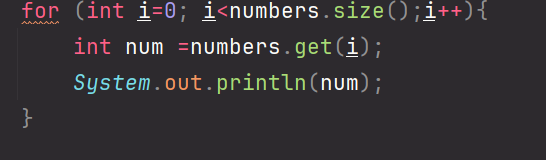 for (int i=0; i<numbers.size();i++){
int num =numbers.get(i);
System.out.println(num);
}